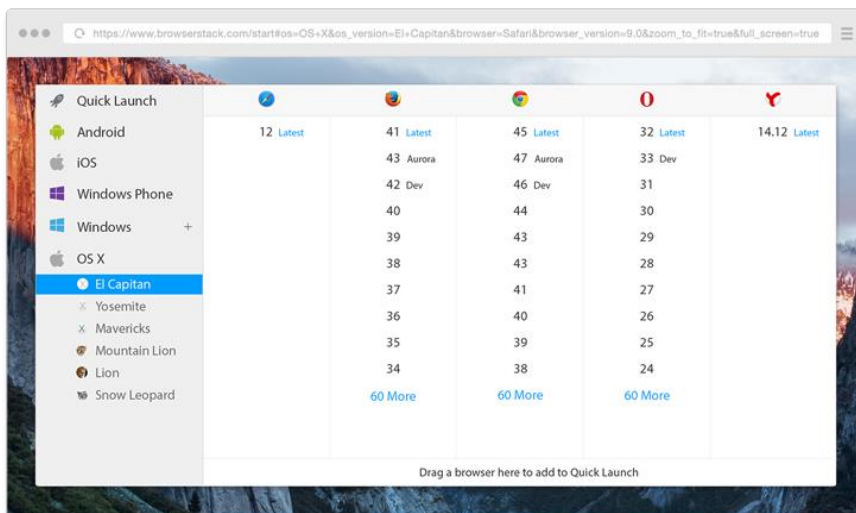 https://www.browserstack.com/start#os=OS+X&os_version=El+Capitan&browser=Safari&browser_version=9.0&zoom_to_fit=true&full_screen=true
Quick Launch
Android 12 Latest 41 Latest 45 Latest 32 Latest 14.12 Latest
iOS 43 Aurora 47 Aurora 33 Dev
Windows Phone 42 Dev 46 Dev 31
40 44 30
Windows +
39 43 29
OS X 38 43 28
El Capitan 37 41 27
Yosemite 36 40 26
Mavericks
Mountain Lion 35 39 25
Lion 34 38 24
Snow Leopard 60 More 60 More 60 More
Drag a browser here to add to Quick Launch